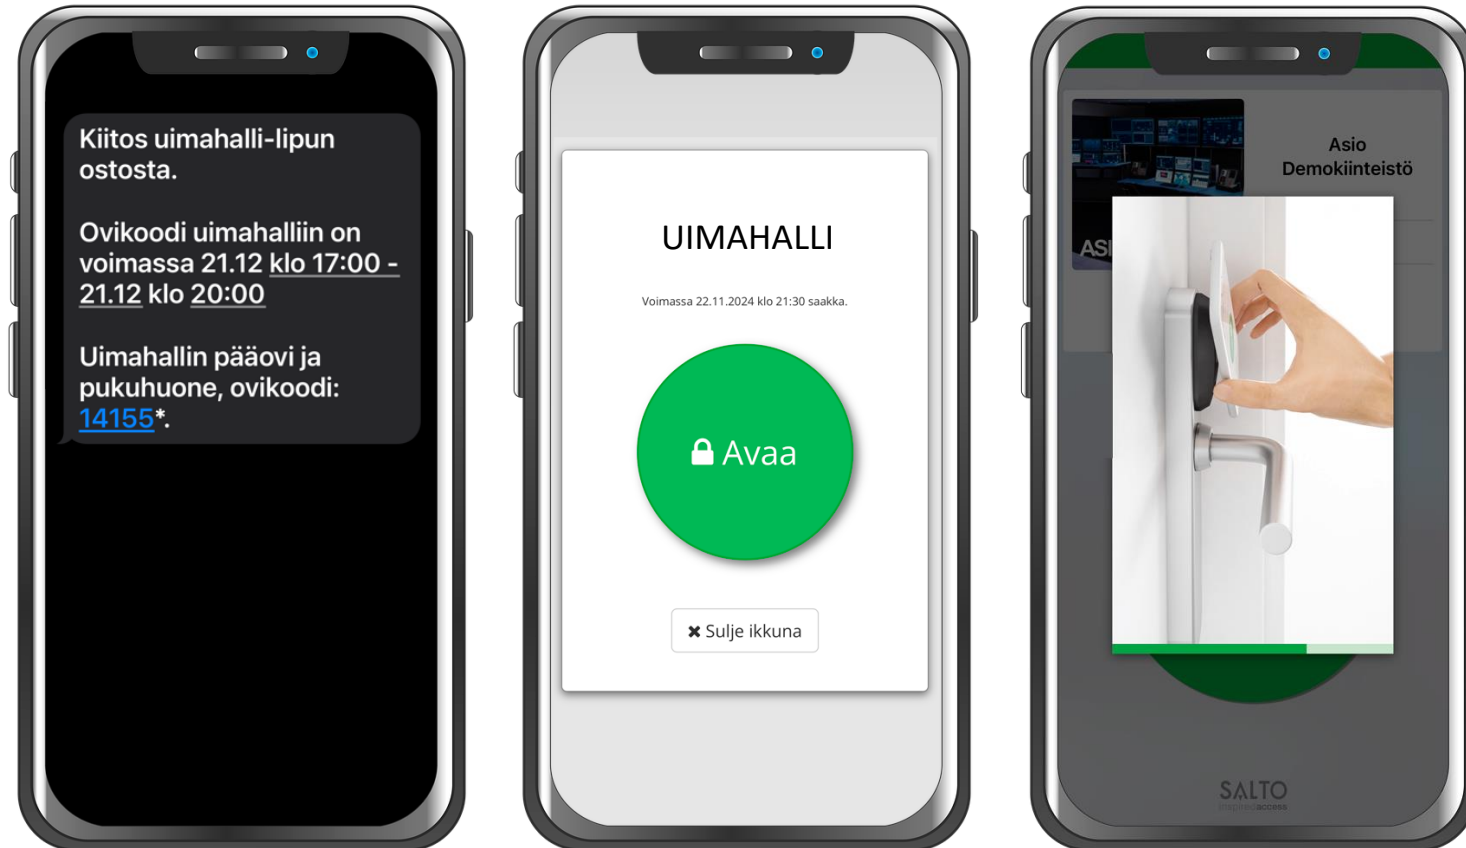 Kiitos uimahalli-lipun
ostosta.
Ovikoodi uimahalliin on
voimassa 21.12 klo 17:00 -
21.12 klo 20:00
Uimahallin pääovi ja
pukuhuone, ovikoodi:
14155*.
UIMAHALLI
Voimassa 22.11.2024 klo 21:30 saakka.
Avaa
Sulje ikkuna
Asio
Demokiinteistö
ASI
SALTO
inspiredaccess